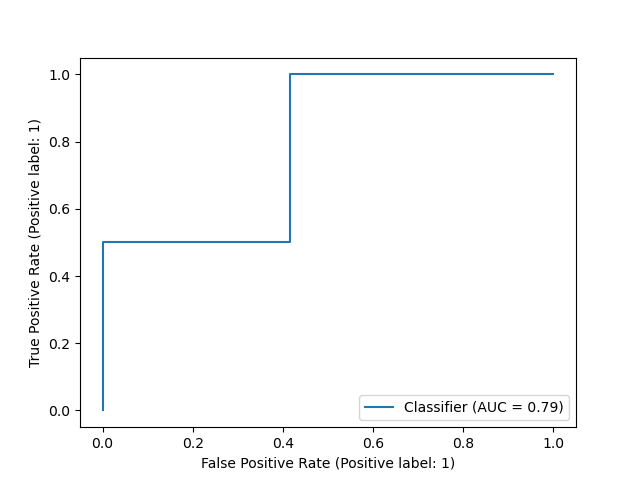 True Positive Rate (Positive label: 1)
1.0
0.8
0.6
0.4
0.2
0.0
Classifier (AUC = 0.79)
0.0 0.2 0.4 0.6 0.8 1.0
False Positive Rate (Positive label: 1)